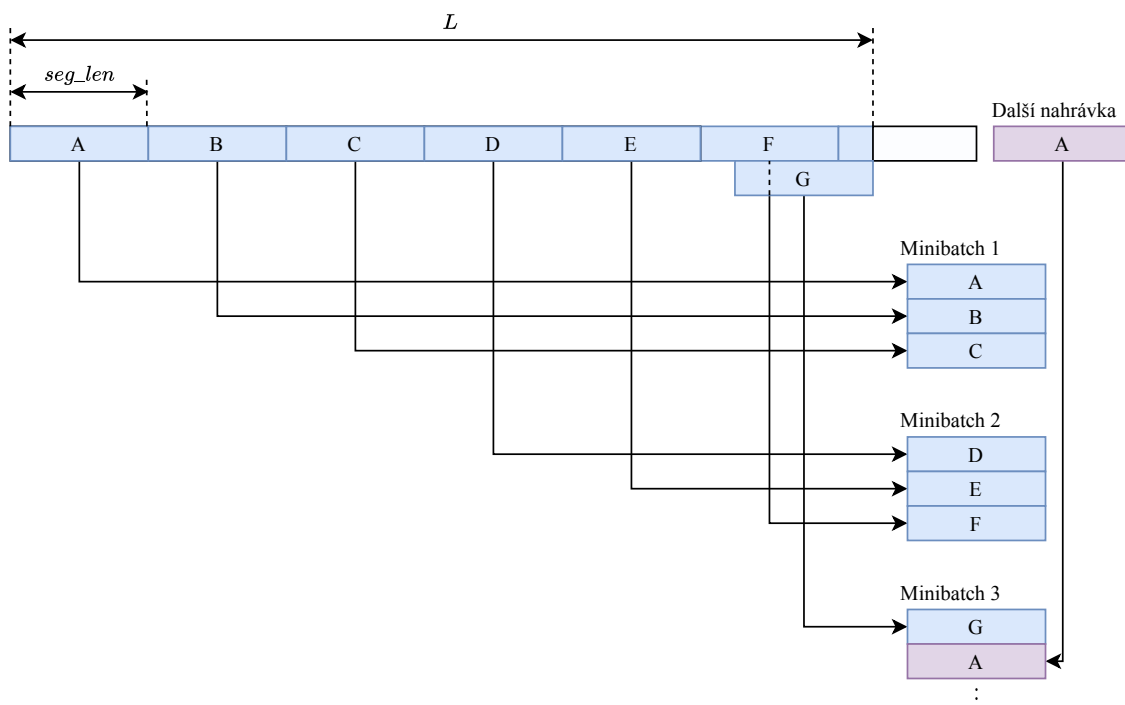 L
seg_len
Další nahrávka
A B C D E F A
G
Minibatch 1
A
B
C
Minibatch 2
D
E
F
Minibatch 3
G
A
: